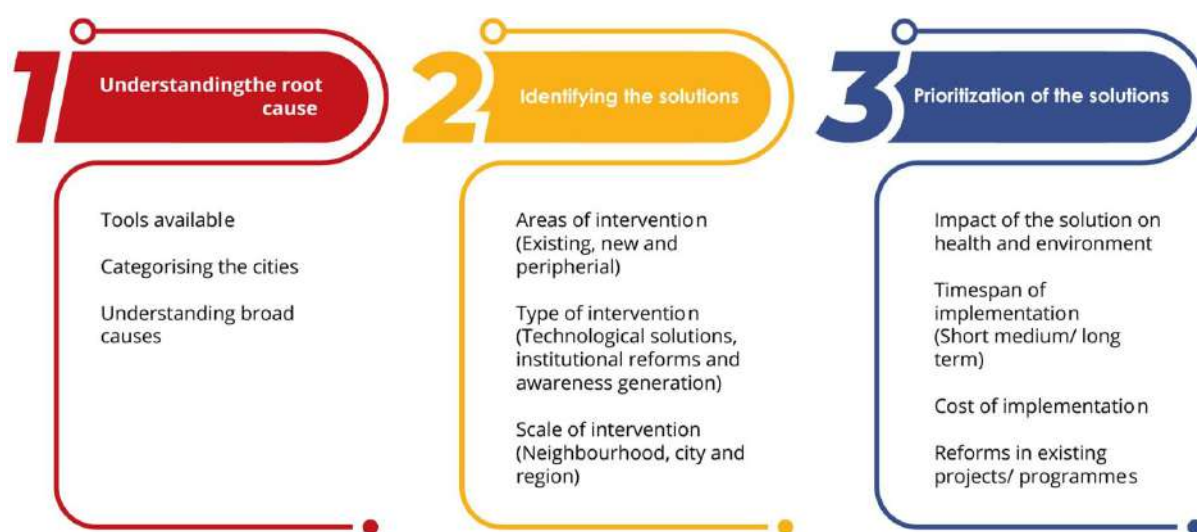 1
Understandingthe root
cause
Tools available
Categorising the cities
Understanding broad
causes
2
Identifying the solutions
Areas of intervention
(Existing, new and
peripherial)
Type of intervention
(Technological solutions,
institutional reforms and
awareness generation)
Scale of intervention
(Neighbourhood, city and
region)
3
Prioritization of the solutions
Impact of the solution on
health and environment
Timespan of
implementation
(Short medium/ long
term)
Cost of implementation
Reforms in existing
projects/ programmes